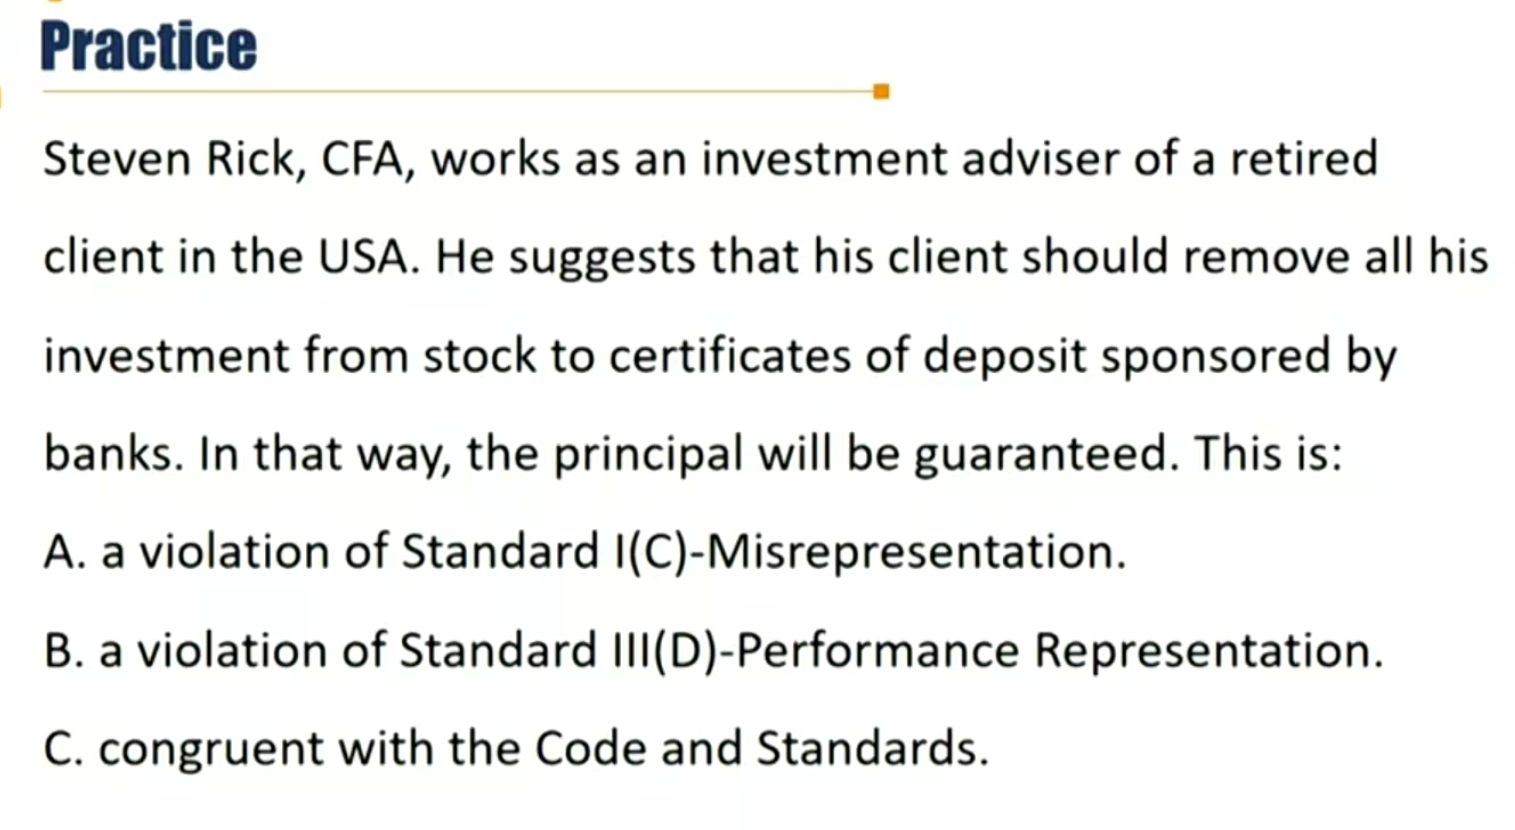 Practice
Steven Rick, CFA, works as an investment adviser of a retired
client in the USA. He suggests that his client should remove all his
investment from stock to certificates of deposit sponsored by
banks. In that way, the principal will be guaranteed. This is:
A. a violation of Standard I(C)-Misrepresentation.
B. a violation of Standard III(D)-Performance Representation.
C. congruent with the Code and Standards.